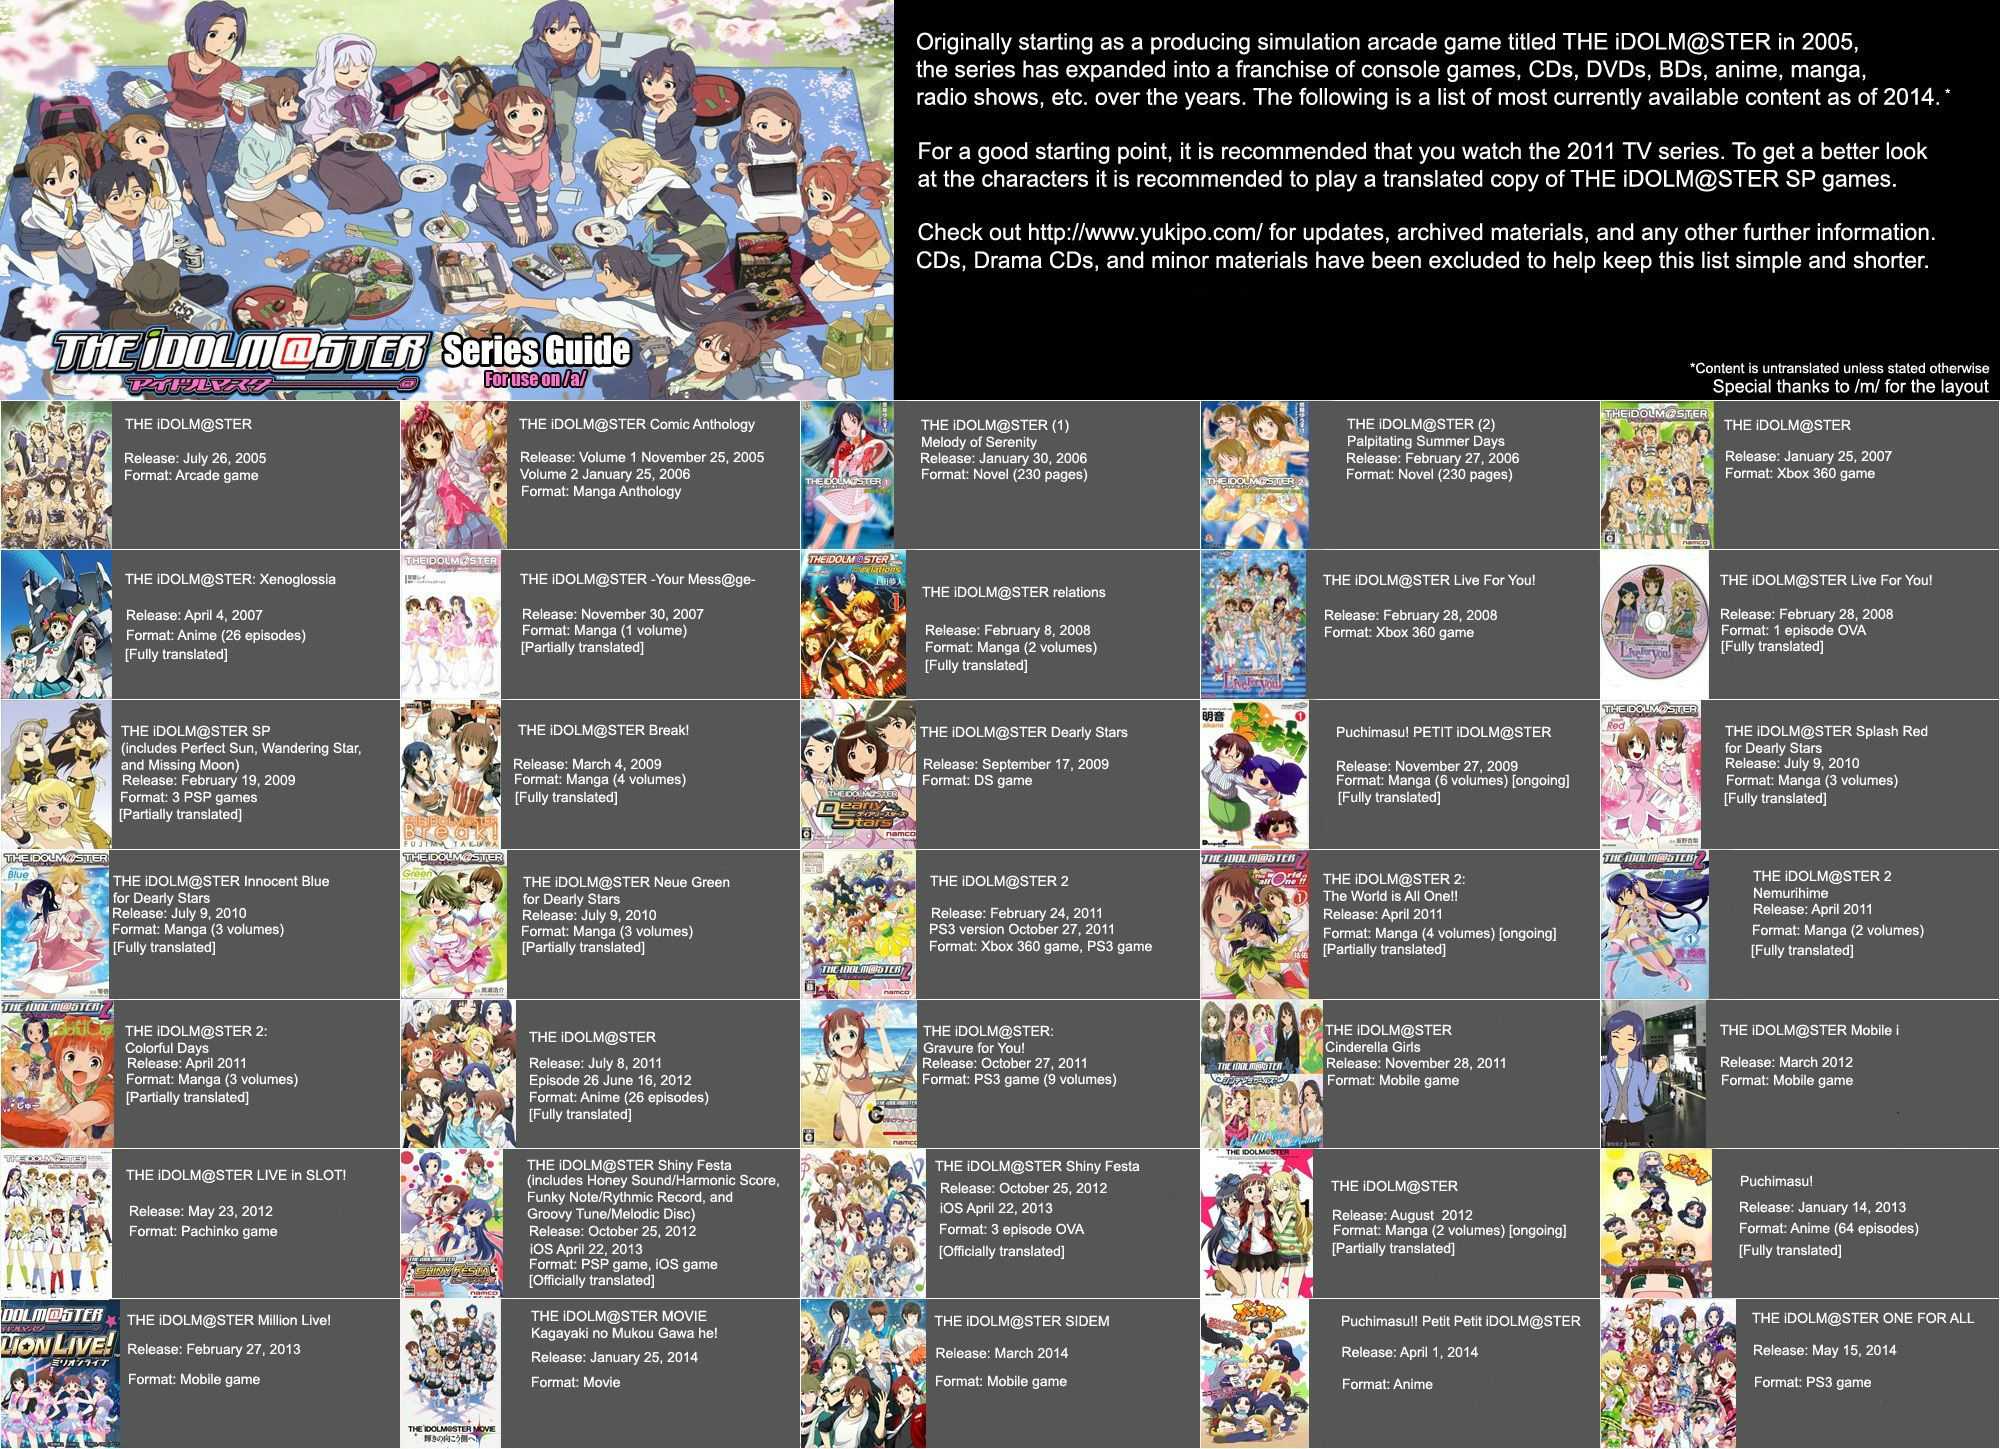 THE iDOLM@STER Series Guide
アイドルマスター
For use on /a/
Originally starting as a producing simulation arcade game titled THE iDOLM@STER in 2005,
the series has expanded into a franchise of console games, CDs, DVDs, BDs, anime, manga,
radio shows, etc. over the years. The following is a list of most currently available content as of 2014. *
For a good starting point, it is recommended that you watch the 2011 TV series. To get a better look
at the characters it is recommended to play a translated copy of THE iDOLM@STER SP games.
Check out http://www.yukipo.com/ for updates, archived materials, and any other further information.
CDs, Drama CDs, and minor materials have been excluded to help keep this list simple and shorter.
*Content is untranslated unless stated otherwise
Special thanks to /m/ for the layout
THE iDOLM@STER
Release: July 26, 2005
Format: Arcade game
THE iDOLM@STER Comic Anthology
Release: Volume 1 November 25, 2005
Volume 2 January 25, 2006
Format: Manga Anthology
THE iDOLM@STER (1)
Melody of Serenity
Release: January 30, 2006
Format: Novel (230 pages)
THE iDOLM@STER (2)
Palpitating Summer Days
Release: February 27, 2006
Format: Novel (230 pages)
THE iDOLM@STER
Release: January 25, 2007
Format: Xbox 360 game
THE iDOLM@STER: Xenoglossia
Release: April 4, 2007
Format: Anime (26 episodes)
[Fully translated]
THE iDOLM@STER -Your Mess@ge-
Release: November 30, 2007
Format: Manga (1 volume)
[Partially translated]
THE iDOLM@STER relations
Release: February 8, 2008
Format: Manga (2 volumes)
[Fully translated]
THE iDOLM@STER Live For You!
Release: February 28, 2008
Format: Xbox 360 game
THE iDOLM@STER Live For You!
Release: February 28, 2008
Format: 1 episode OVA
[Fully translated]
THE iDOLM@STER SP
(includes Perfect Sun, Wandering Star,
and Missing Moon)
Release: February 19, 2009
Format: 3 PSP games
[Partially translated]
THE iDOLM@STER Break!
Release: March 4, 2009
Format: Manga (4 volumes)
[Fully translated]
THE iDOLM@STER Dearly Stars
Release: September 17, 2009
Format: DS game
Puchimasu! PETIT iDOLM@STER
Release: November 27, 2009
Format: Manga (6 volumes) [ongoing]
[Fully translated]
THE iDOLM@STER Splash Red
for Dearly Stars
Release: July 9, 2010
Format: Manga (3 volumes)
[Fully translated]
THE iDOLM@STER Innocent Blue
for Dearly Stars
Release: July 9, 2010
Format: Manga (3 volumes)
[Fully translated]
THE iDOLM@STER Neue Green
for Dearly Stars
Release: July 9, 2010
Format: Manga (3 volumes)
[Partially translated]
THE iDOLM@STER 2
Release: February 24, 2011
PS3 version October 27, 2011
Format: Xbox 360 game, PS3 game
THE iDOLM@STER 2:
The World is All One!!
Release: April 2011
Format: Manga (4 volumes) [ongoing]
[Partially translated]
THE iDOLM@STER 2
Nemurihime
Release: April 2011
Format: Manga (2 volumes)
[Fully translated]
THE iDOLM@STER 2:
Colorful Days
Release: April 2011
Format: Manga (3 volumes)
[Partially translated]
THE iDOLM@STER
Release: July 8, 2011
Episode 26 June 16, 2012
Format: Anime (26 episodes)
[Fully translated]
THE iDOLM@STER:
Gravure for You!
Release: October 27, 2011
Format: PS3 game (9 volumes)
THE iDOLM@STER
Cinderella Girls
Release: November 28, 2011
Format: Mobile game
THE iDOLM@STER Mobile i
Release: March 2012
Format: Mobile game
THE iDOLM@STER LIVE in SLOT!
Release: May 23, 2012
Format: Pachinko game
THE iDOLM@STER Shiny Festa
(includes Honey Sound/Harmonic Score,
Funky Note/Rythmic Record, and
Groovy Tune/Melodic Disc)
Release: October 25, 2012
iOS April 22, 2013
Format: PSP game, iOS game
[Officially translated]
THE iDOLM@STER Shiny Festa
Release: October 25, 2012
iOS April 22, 2013
Format: 3 episode OVA
[Officially translated]
THE iDOLM@STER
Release: August 2012
Format: Manga (2 volumes) [ongoing]
[Partially translated]
Puchimasu!
Release: January 14, 2013
Format: Anime (64 episodes)
[Fully translated]
THE iDOLM@STER Million Live!
Release: February 27, 2013
Format: Mobile game
THE iDOLM@STER MOVIE
Kagayaki no Mukou Gawa he!
Release: January 25, 2014
Format: Movie
THE iDOLM@STER SIDEM
Release: March 2014
Format: Mobile game
Puchimasu!! Petit Petit iDOLM@STER
Release: April 1, 2014
Format: Anime
THE iDOLM@STER ONE FOR ALL
Release: May 15, 2014
Format: PS3 game